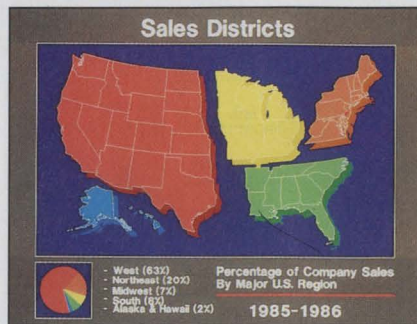 Sales Districts
- West (63%)
- Northeast (20%)
- Midwest (7%)
- South (8%)
- Alaska & Hawaii (2%)
Percentage of Company Sales
By Major U.S. Region
1985-1986